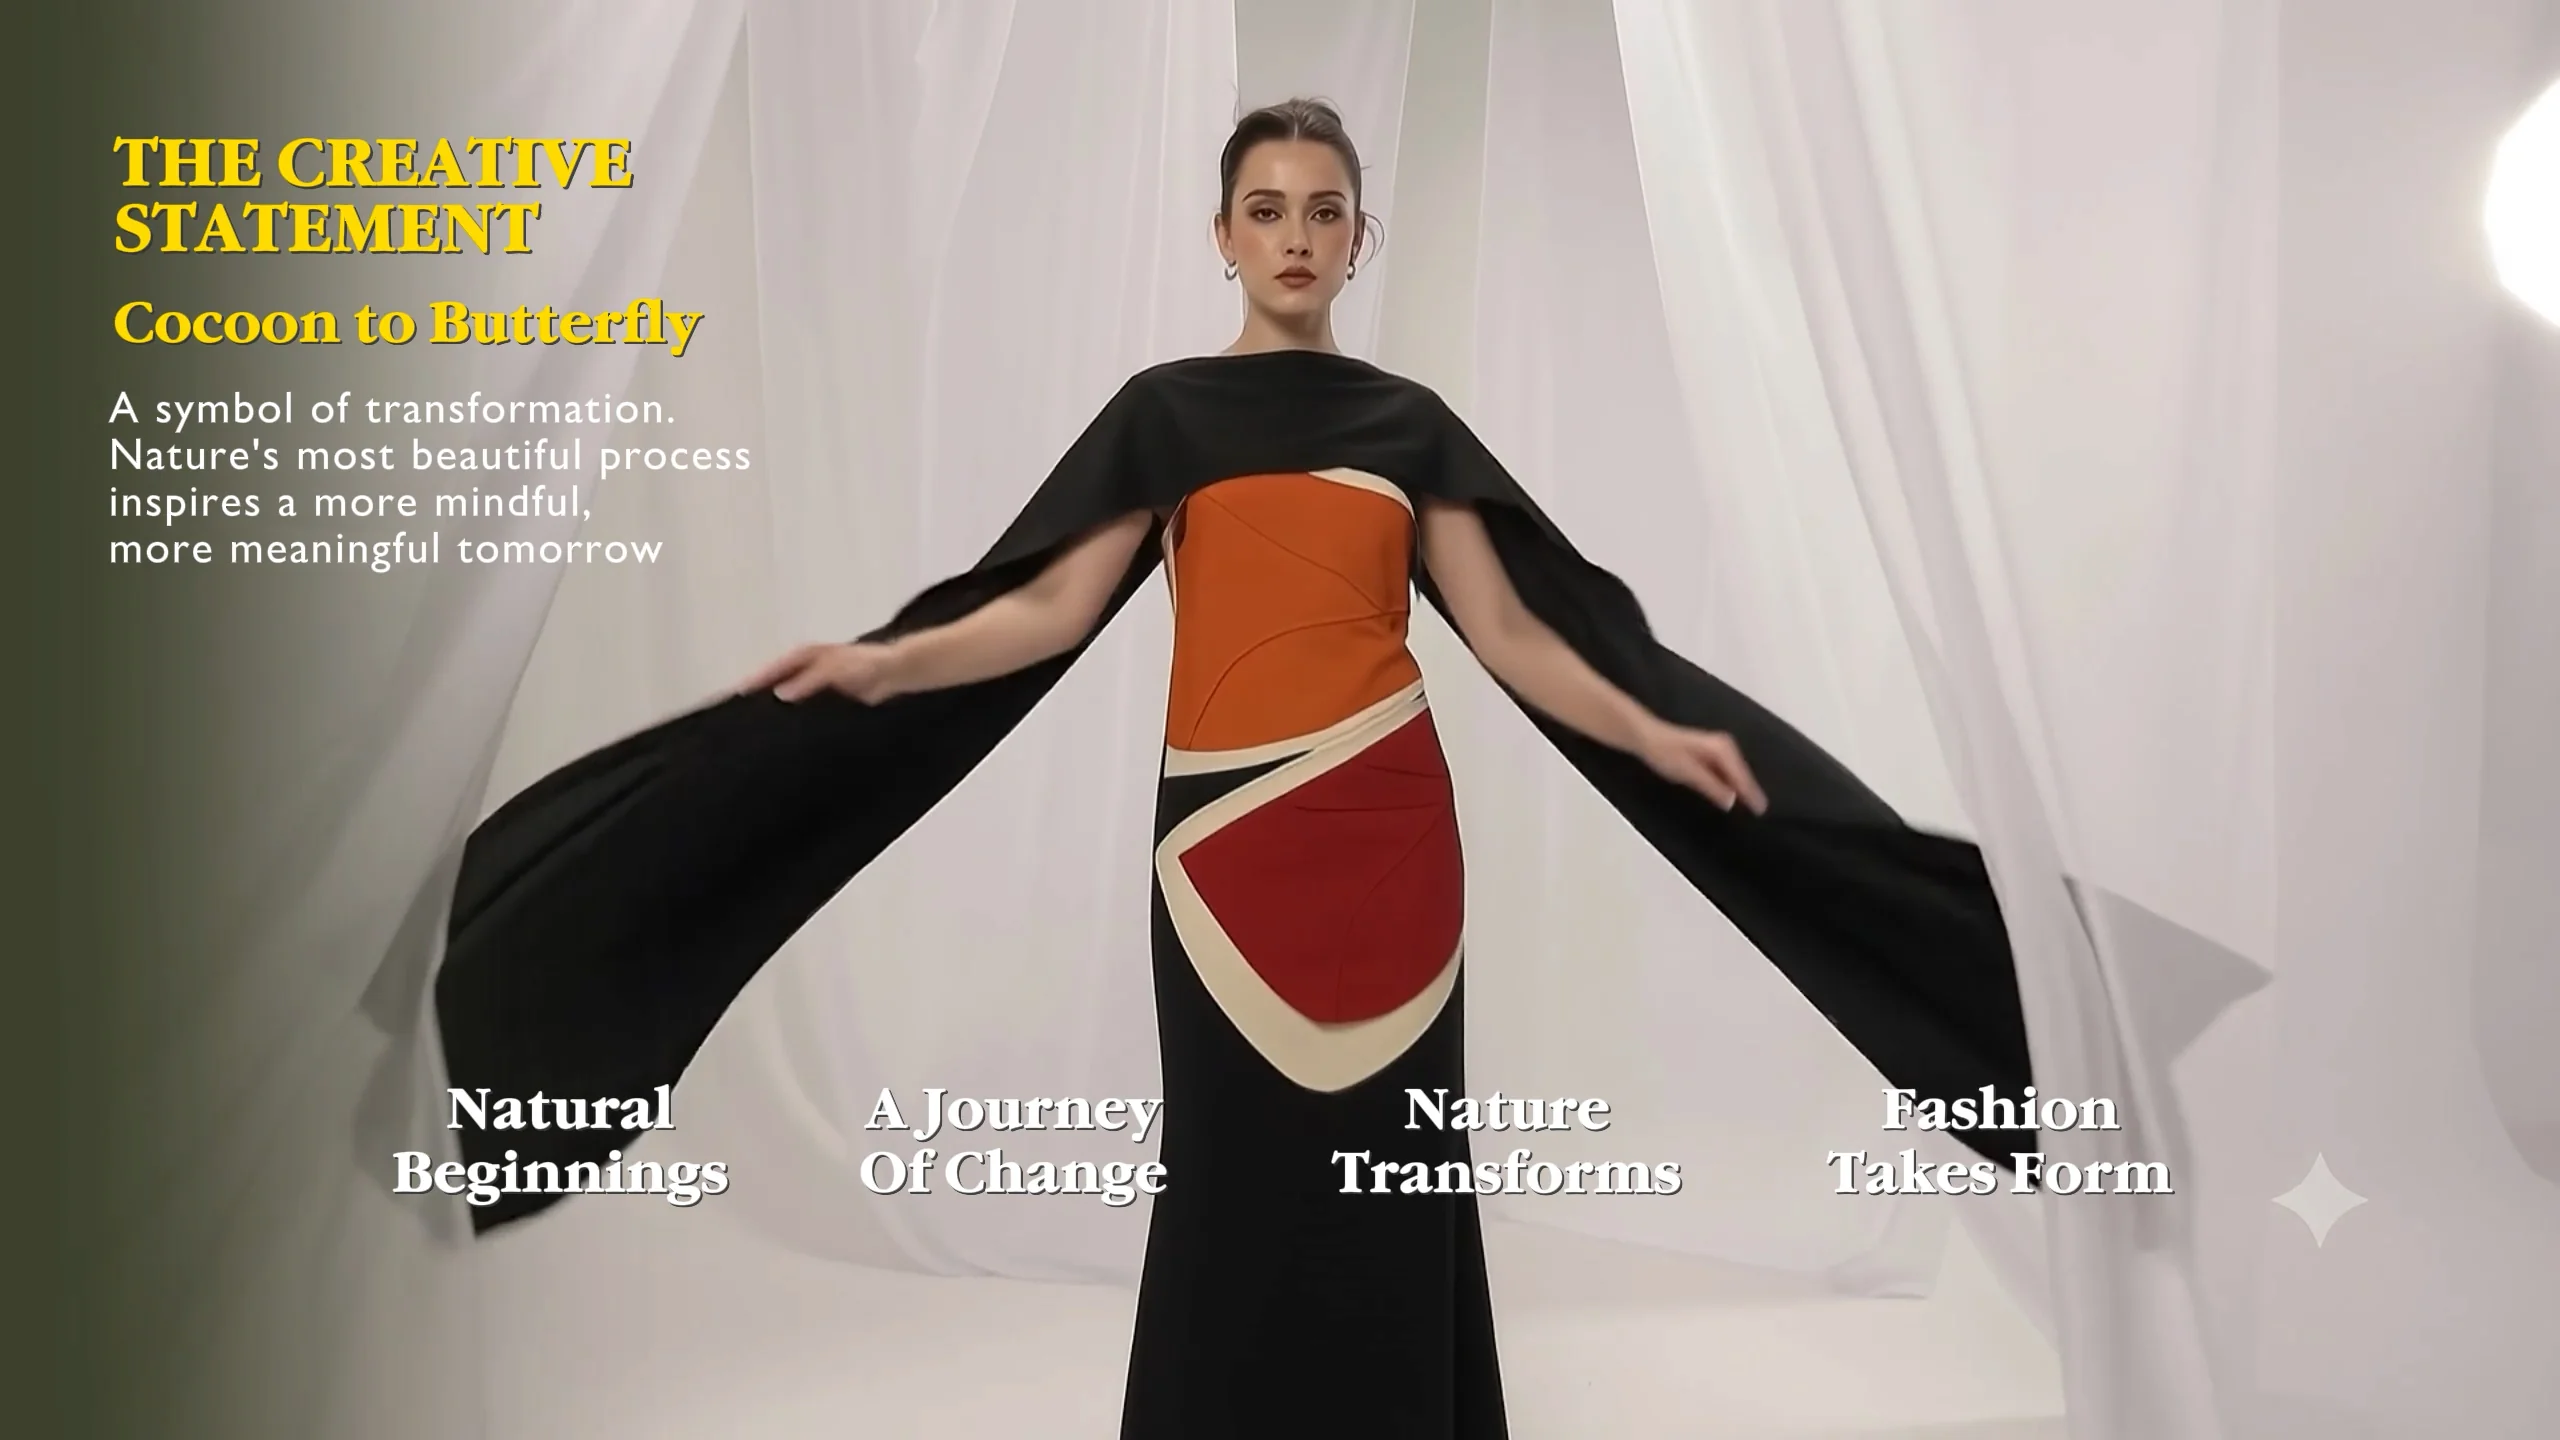 THE CREATIVE
STATEMENT
Cocoon to Butterfly
A symbol of transformation.
Nature's most beautiful process
inspires a more mindful,
more meaningful tomorrow
Natural
Beginnings
A Journey
Of Change
Nature
Transforms
Fashion
Takes Form